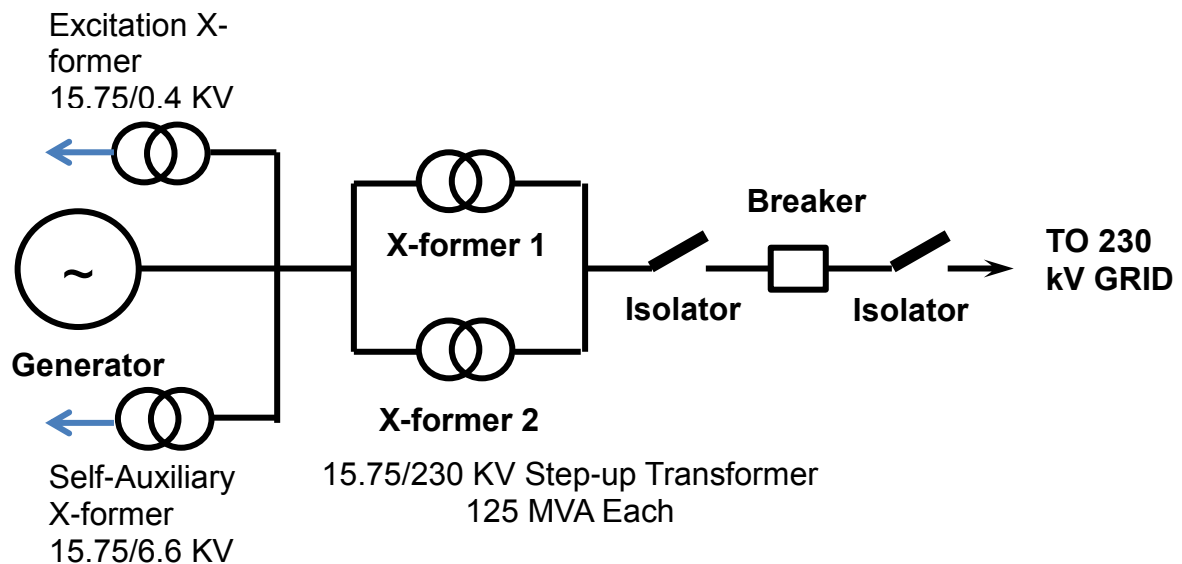 Excitation X-
former
15.75/0.4 KV
Breaker
X-former 1
TO 230
kV GRID
~
Isolator
Isolator
Generator
X-former 2
Self-Auxiliary
X-former
15.75/6.6 KV
15.75/230 KV Step-up Transformer
125 MVA Each